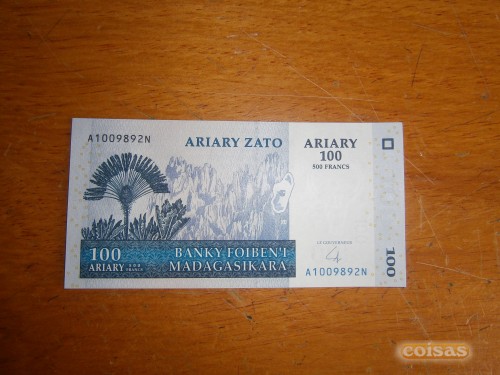 A1009892N
ARIARY ZATO
ARIARY
100
500 FRANCS
100
ARIARY
BANKY FOIBEN'I
MADAGASIKARA
A1009892N
100
coisas